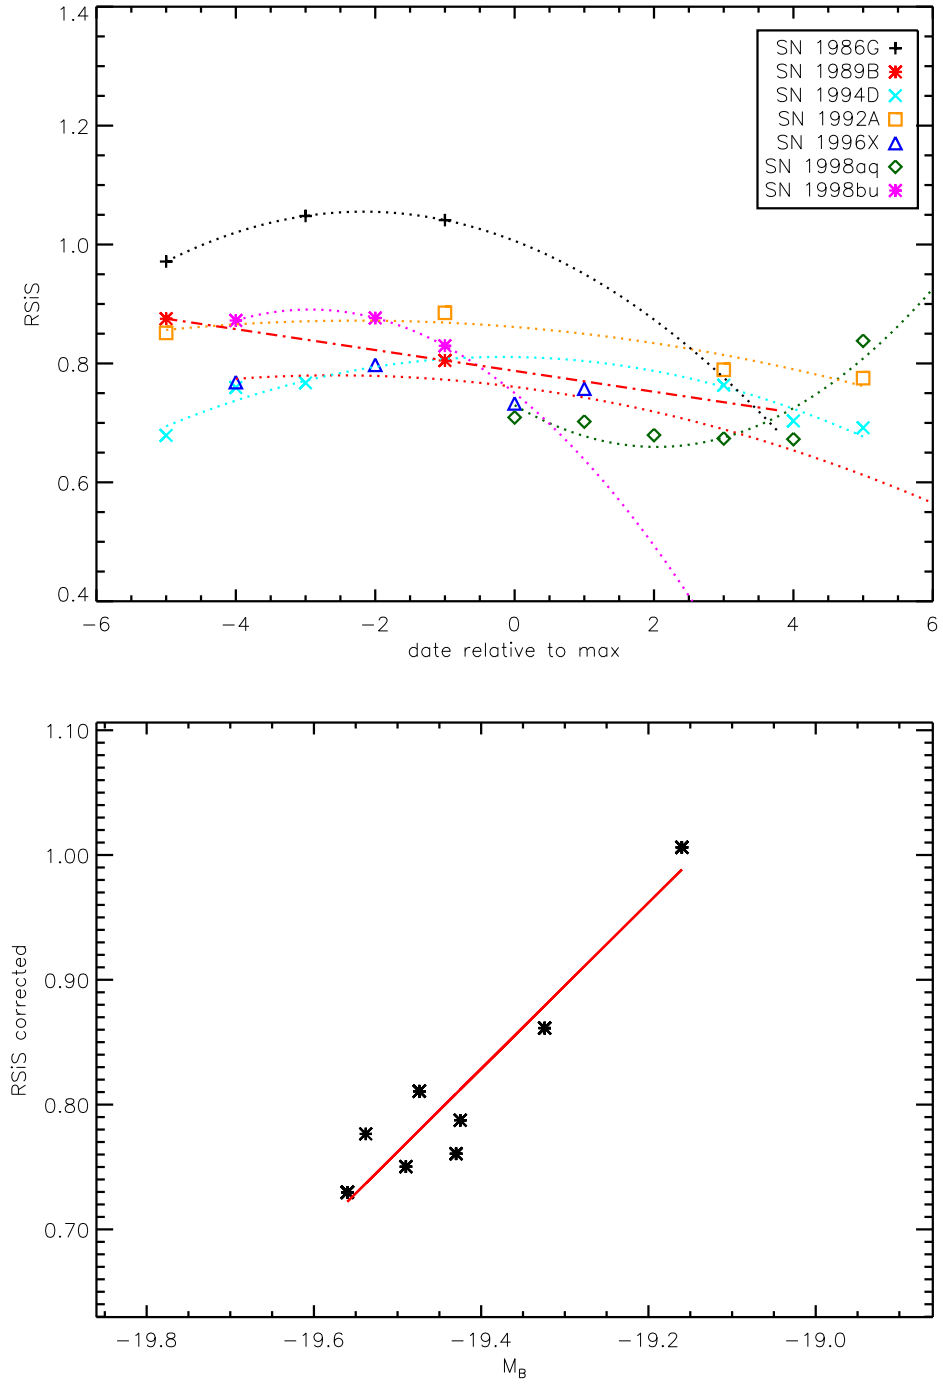 1.4
1.2
1.0
0.8
0.6
0.4
RSiS
SN 1986G
SN 1989B
SN 1994D
SN 1992A
SN 1996X
SN 1998aq
SN 1998bu
−6 −4 −2 0 2 4 6
date relative to max
1.10
1.00
0.90
0.80
0.70
RSiS corrected
−19.8 −19.6 −19.4 −19.2 −19.0
M_B